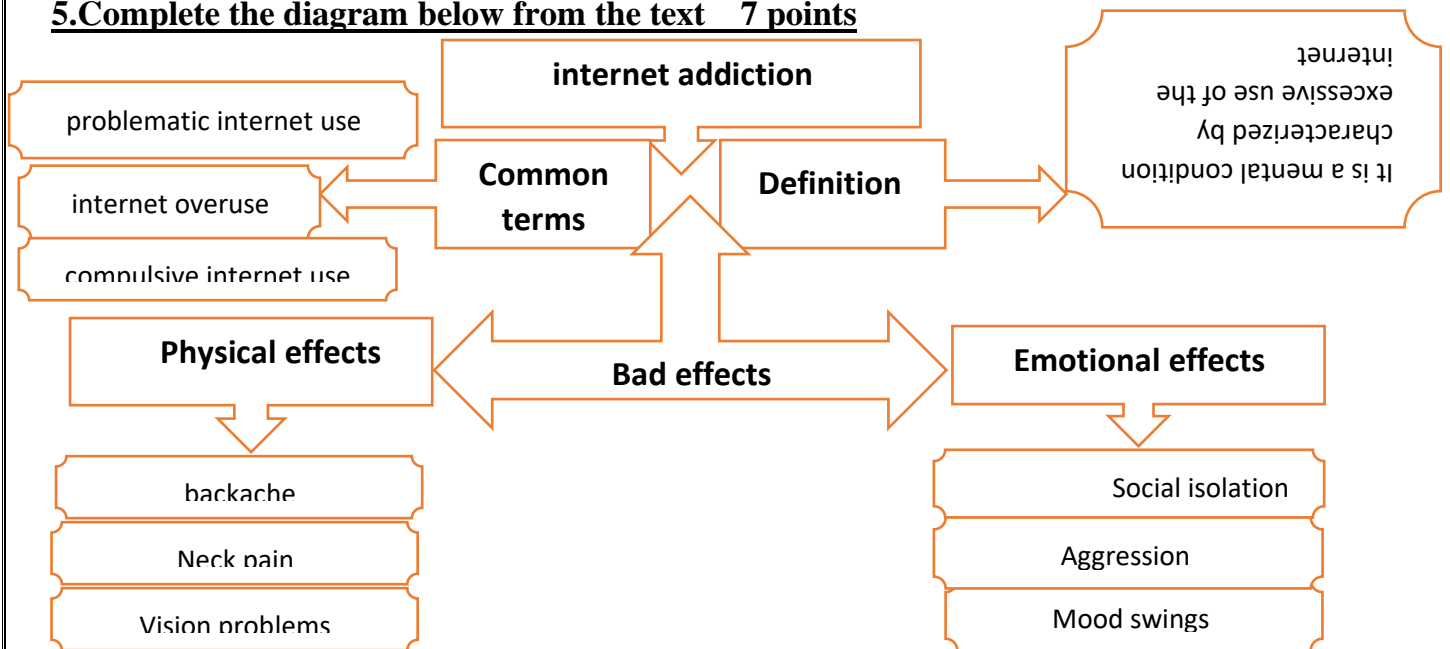 5.Complete the diagram below from the text    7 points
internet addiction
problematic internet use
internet overuse
compulsive internet use
Common
terms
Definition
It is a mental condition
characterized by
excessive use of the
internet
Physical effects
Bad effects
Emotional effects
backache
Neck pain
Vision problems
Social isolation
Aggression
Mood swings